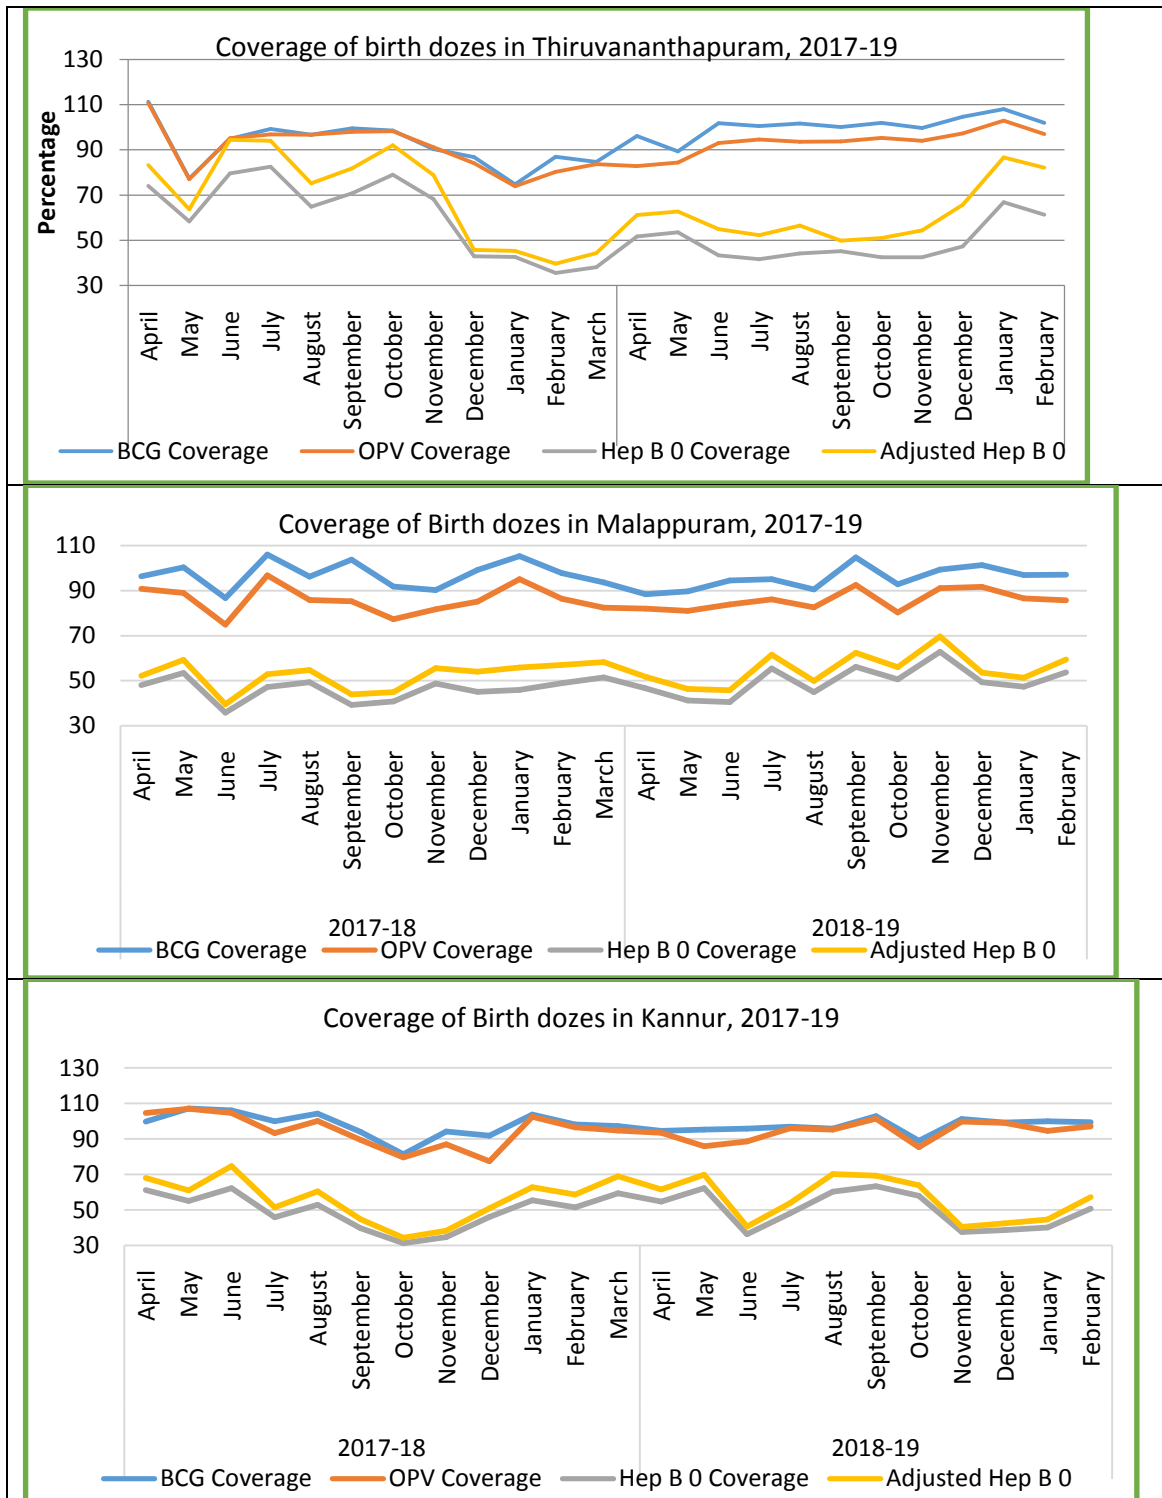 Coverage of birth dozes in Thiruvananthapuram, 2017-19
130
110
90
70
50
30
Percentage
April
May
June
July
August
September
October
November
December
January
February
March
April
May
June
July
August
September
October
November
December
January
February
BCG Coverage OPV Coverage Hep B 0 Coverage Adjusted Hep B 0
Coverage of Birth dozes in Malappuram, 2017-19
110
90
70
50
30
April
May
June
July
August
September
October
November
December
January
February
March
April
May
June
July
August
September
October
November
December
January
February
2017-18 2018-19
BCG Coverage OPV Coverage Hep B 0 Coverage Adjusted Hep B 0
Coverage of Birth dozes in Kannur, 2017-19
130
110
90
70
50
30
April
May
June
July
August
September
October
November
December
January
February
March
April
May
June
July
August
September
October
November
December
January
February
2017-18 2018-19
BCG Coverage OPV Coverage Hep B 0 Coverage Adjusted Hep B 0